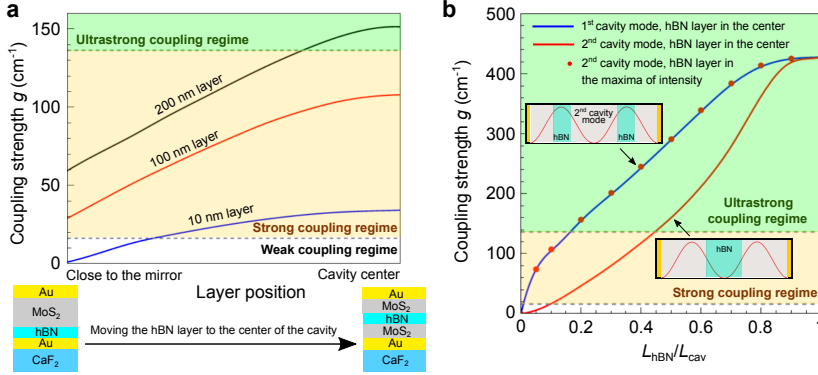 a
Coupling strength g (cm⁻¹)
150
100
50
0
Ultrastrong coupling regime
200 nm layer
100 nm layer
10 nm layer
Strong coupling regime
Weak coupling regime
Close to the mirror
Cavity center
Layer position
Au
MoS₂
hBN
Au
CaF₂
Moving the hBN layer to the center of the cavity
Au
MoS₂
hBN
MoS₂
Au
CaF₂
b
Coupling strength g (cm⁻¹)
500
400
300
200
100
0
1ˢᵗ cavity mode, hBN layer in the center
2ⁿᵈ cavity mode, hBN layer in the center
2ⁿᵈ cavity mode, hBN layer in
the maxima of intensity
2ⁿᵈ cavity
mode
hBN
hBN
Ultrastrong
coupling regime
hBN
Strong coupling regime
0
0.2
0.4
0.6
0.8
1
L_hBN/L_cav